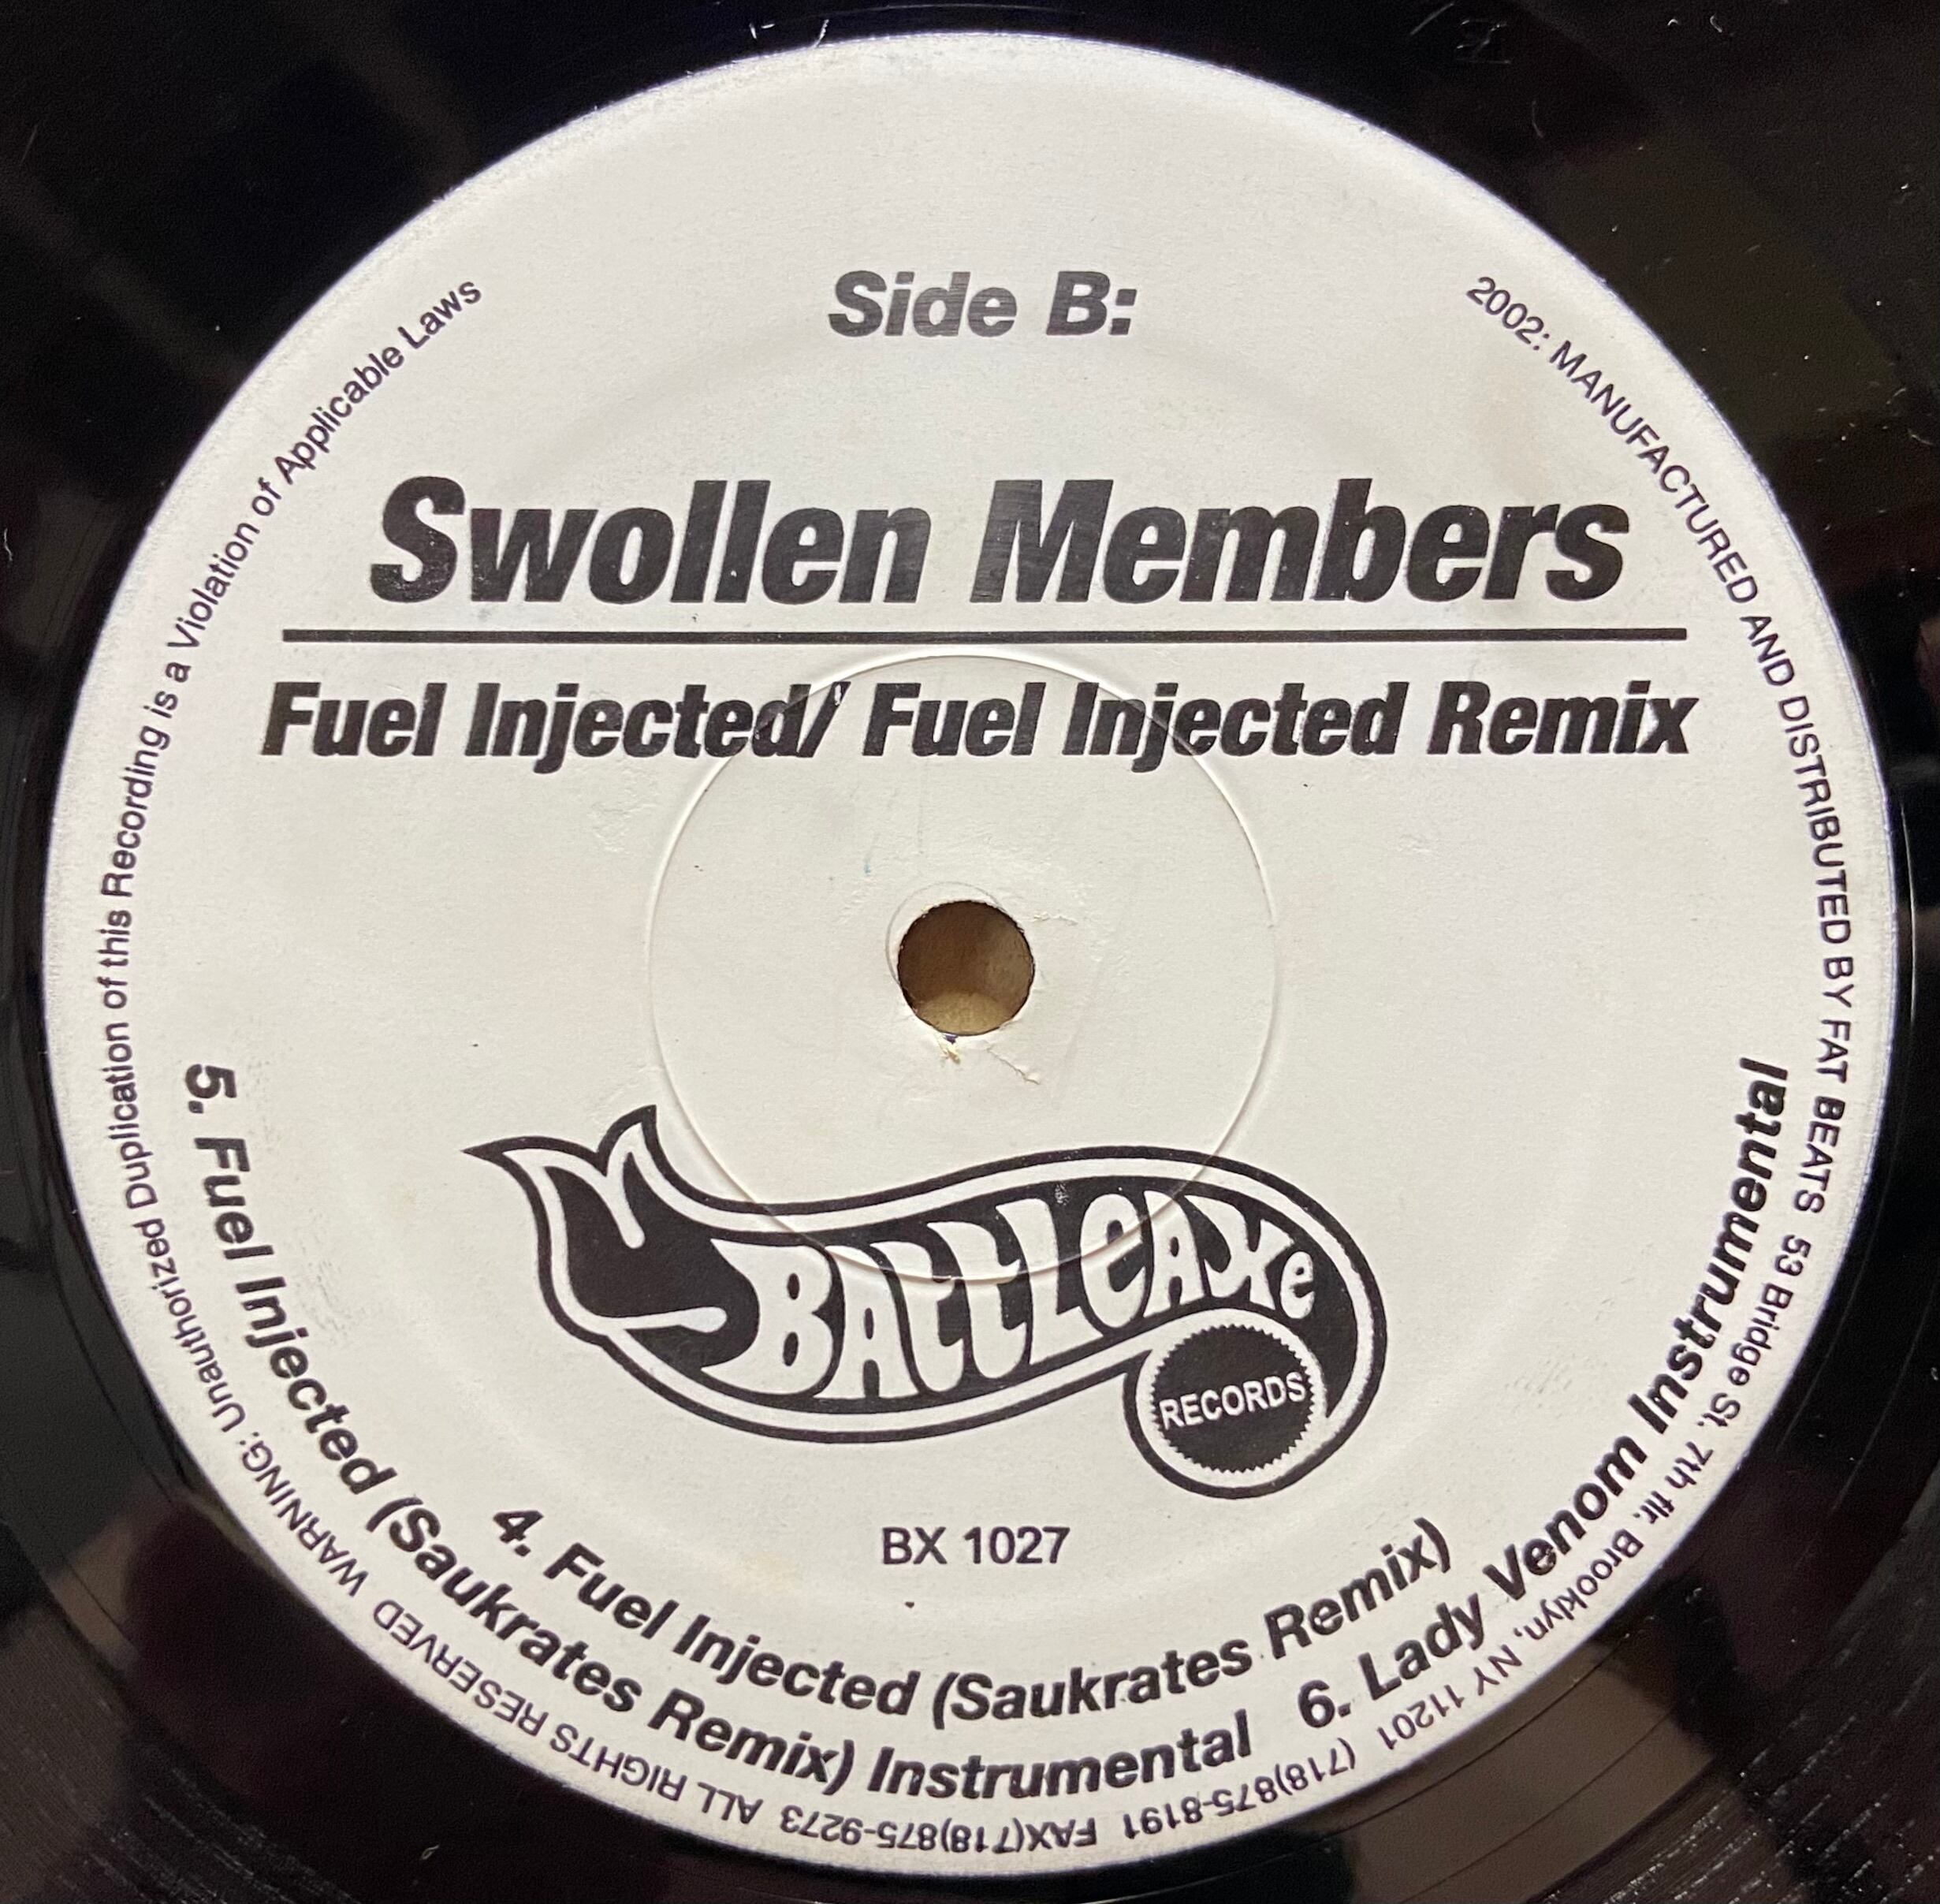 Side B:
Swollen Members
Fuel Injected/ Fuel Injected Remix
BAttLeAxe
RECORDS
BX 1027
4. Fuel Injected (Saukrates Remix)
5. Fuel Injected (Saukrates Remix) Instrumental 6. Lady Venom Instrumental
2002: MANUFACTURED AND DISTRIBUTED BY FAT BEATS 53 Bridge St. 7th flr. Brooklyn, NY 11201 (718)875-8191 FAX(718)875-9273 ALL RIGHTS RESERVED WARNING: Unauthorized Duplication of this Recording is a Violation of Applicable Laws